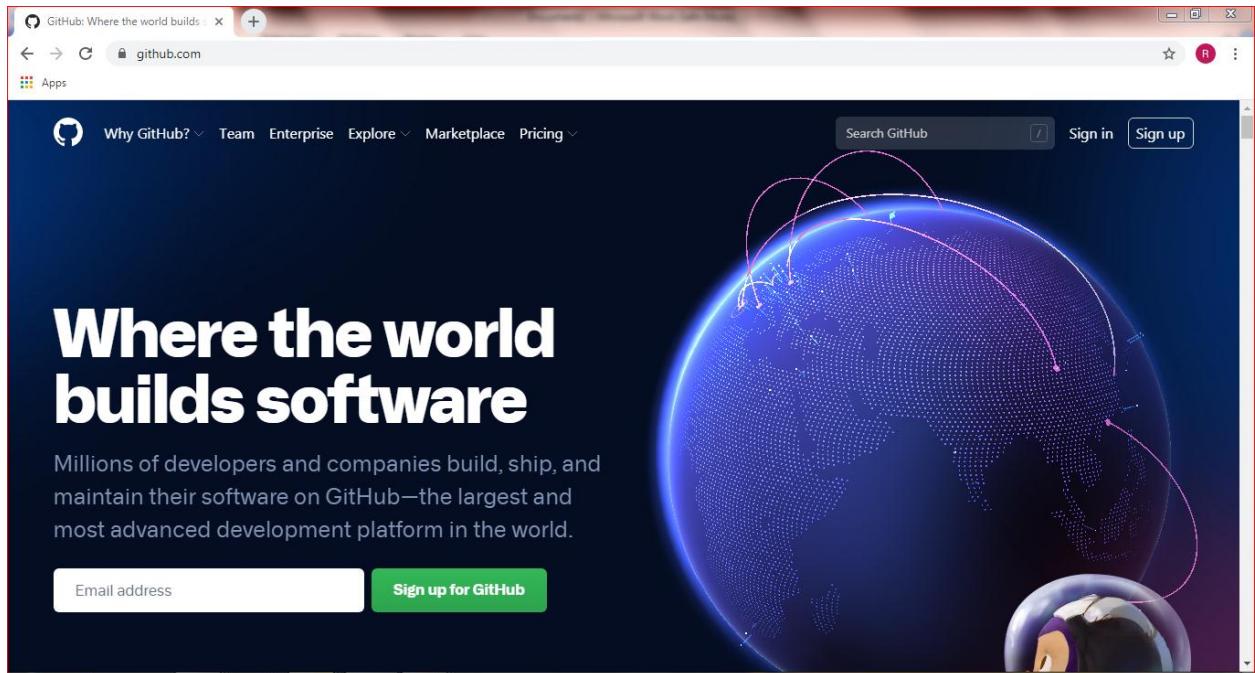 GitHub: Where the world builds s
github.com
R
Apps
Why GitHub? Team Enterprise Explore Marketplace Pricing
Search GitHub / Sign in Sign up
Where the world
builds software
Millions of developers and companies build, ship, and
maintain their software on GitHub—the largest and
most advanced development platform in the world.
Email address Sign up for GitHub